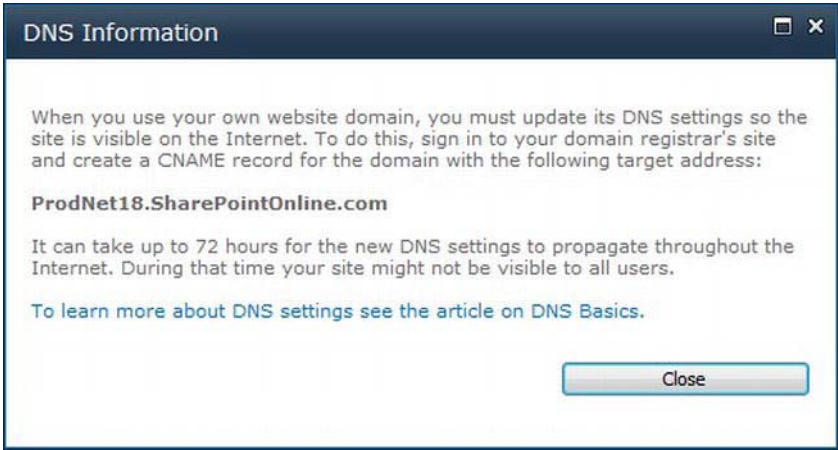 DNS Information
When you use your own website domain, you must update its DNS settings so the
site is visible on the Internet. To do this, sign in to your domain registrar's site
and create a CNAME record for the domain with the following target address:
ProdNet18.SharePointOnline.com
It can take up to 72 hours for the new DNS settings to propagate throughout the
Internet. During that time your site might not be visible to all users.
To learn more about DNS settings see the article on DNS Basics.
Close